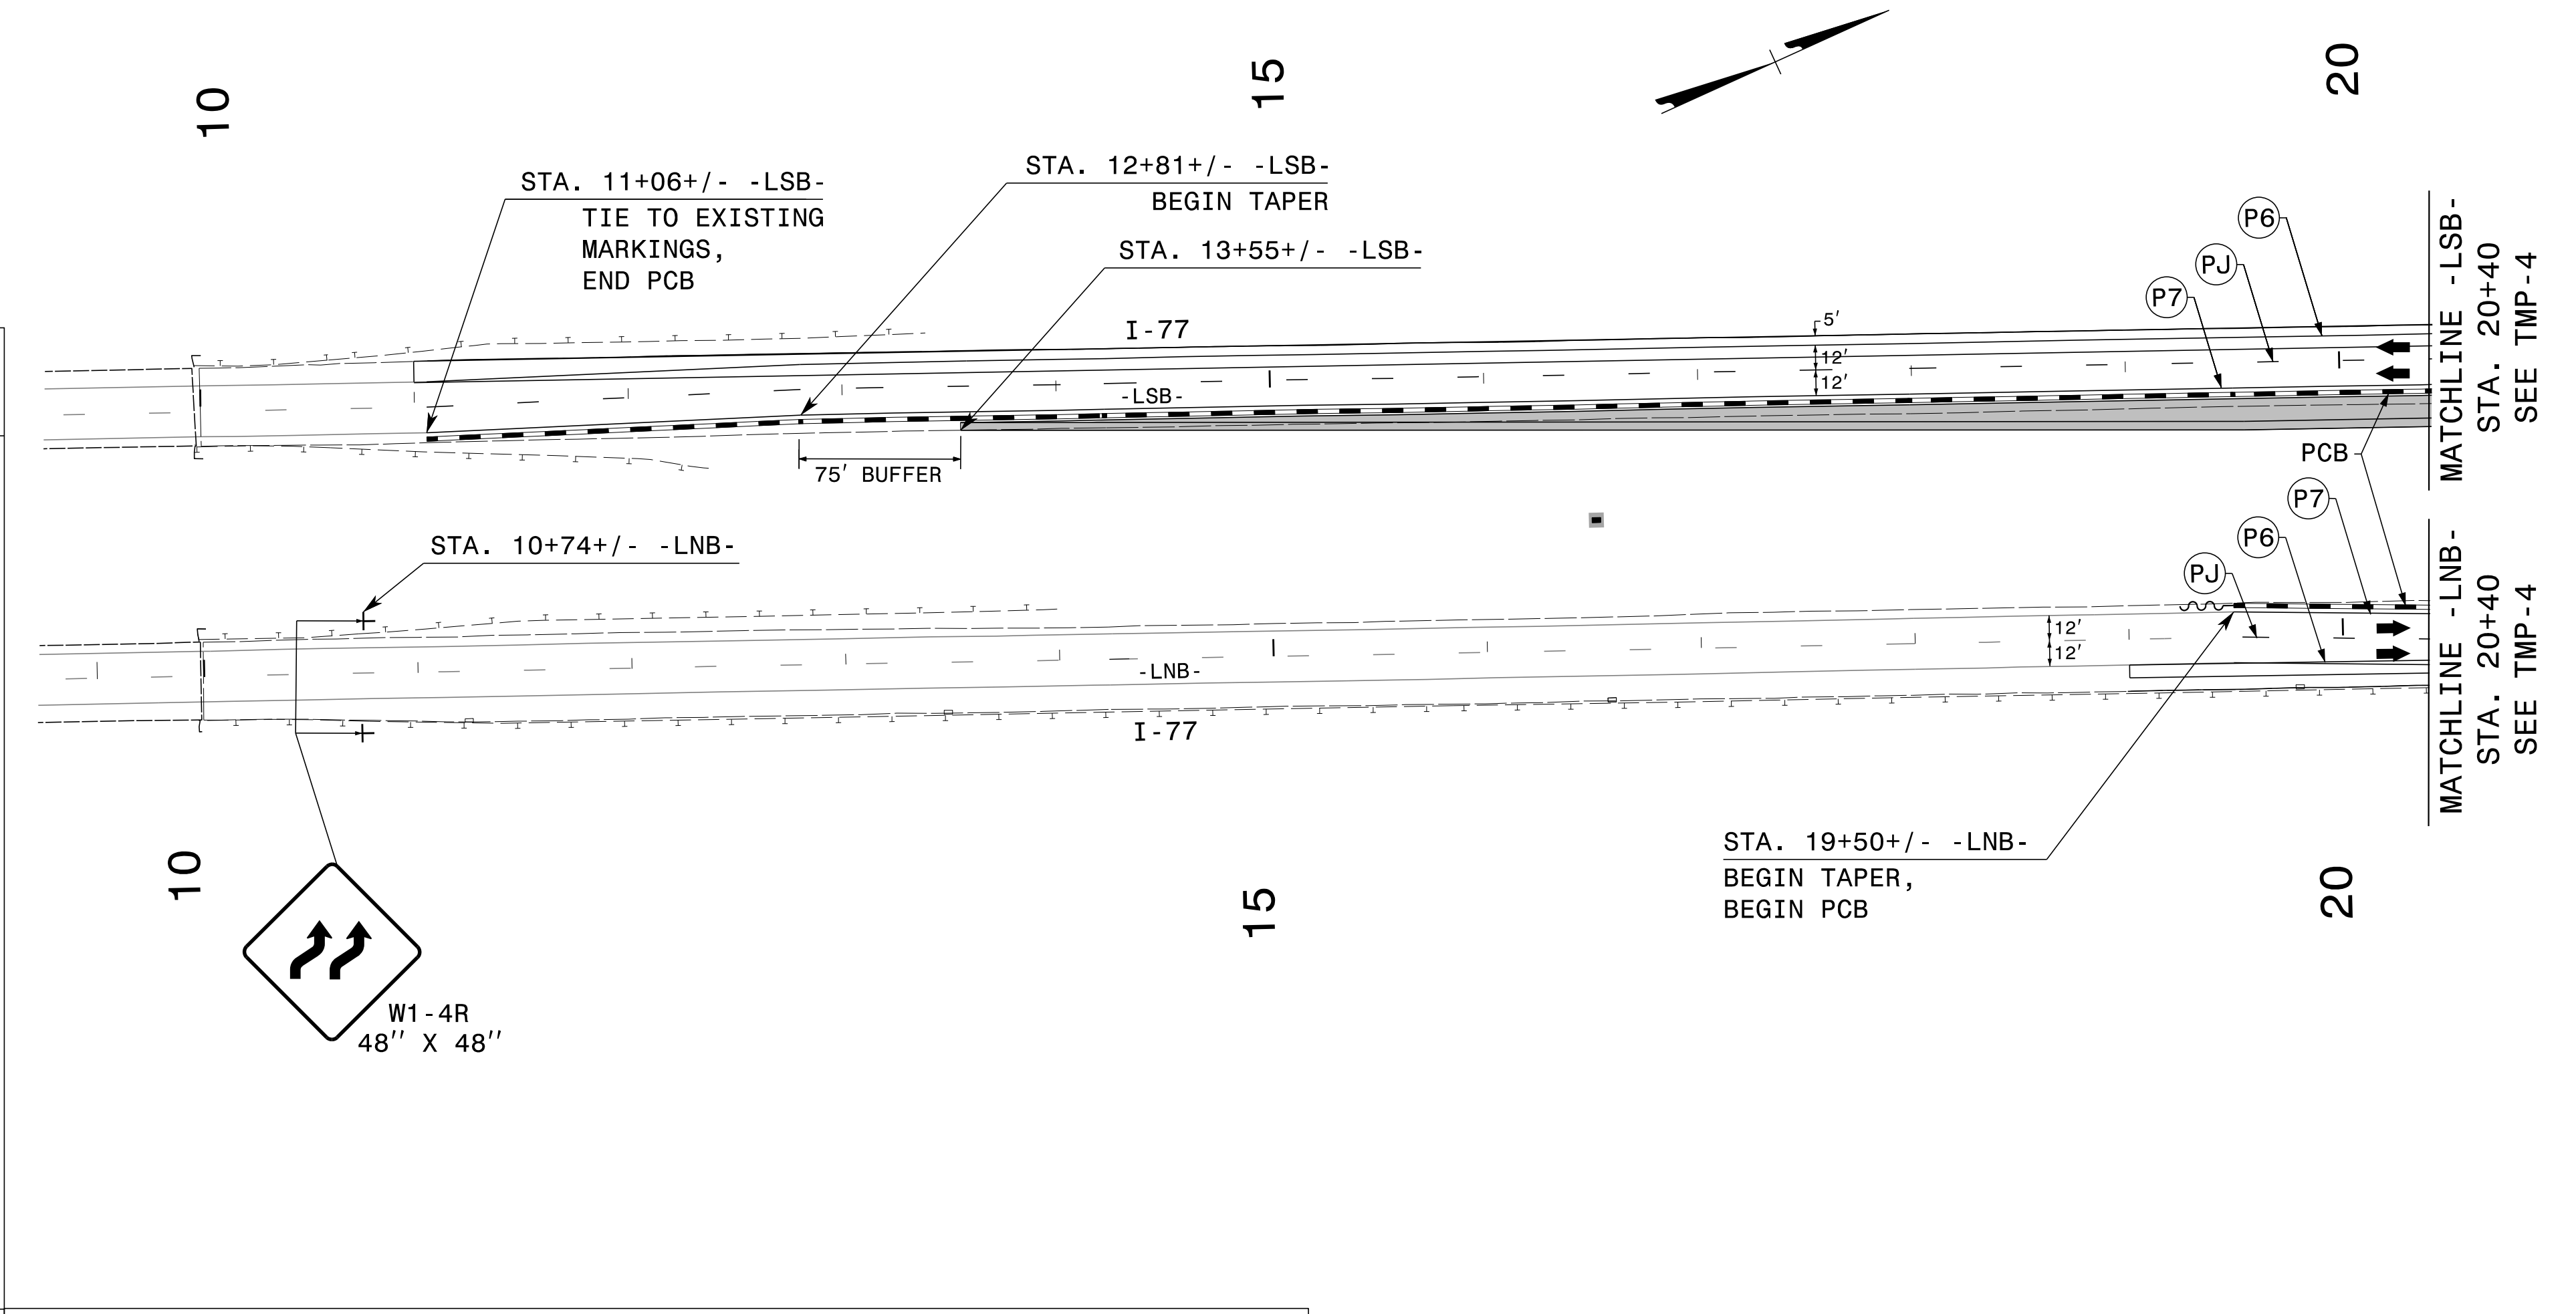 10
15
20
STA. 11+06+/- -LSB-
TIE TO EXISTING
MARKINGS,
END PCB
STA. 12+81+/- -LSB-
BEGIN TAPER
STA. 13+55+/- -LSB-
P6
PJ
P7
I-77
5'
12'
12'
-LSB-
75' BUFFER
PCB
MATCHLINE -LSB-
STA. 20+40
SEE TMP-4
STA. 10+74+/- -LNB-
P7
P6
PJ
12'
12'
-LNB-
I-77
MATCHLINE -LNB-
STA. 20+40
SEE TMP-4
STA. 19+50+/- -LNB-
BEGIN TAPER,
BEGIN PCB
10
15
20
W1-4R
48'' X 48''